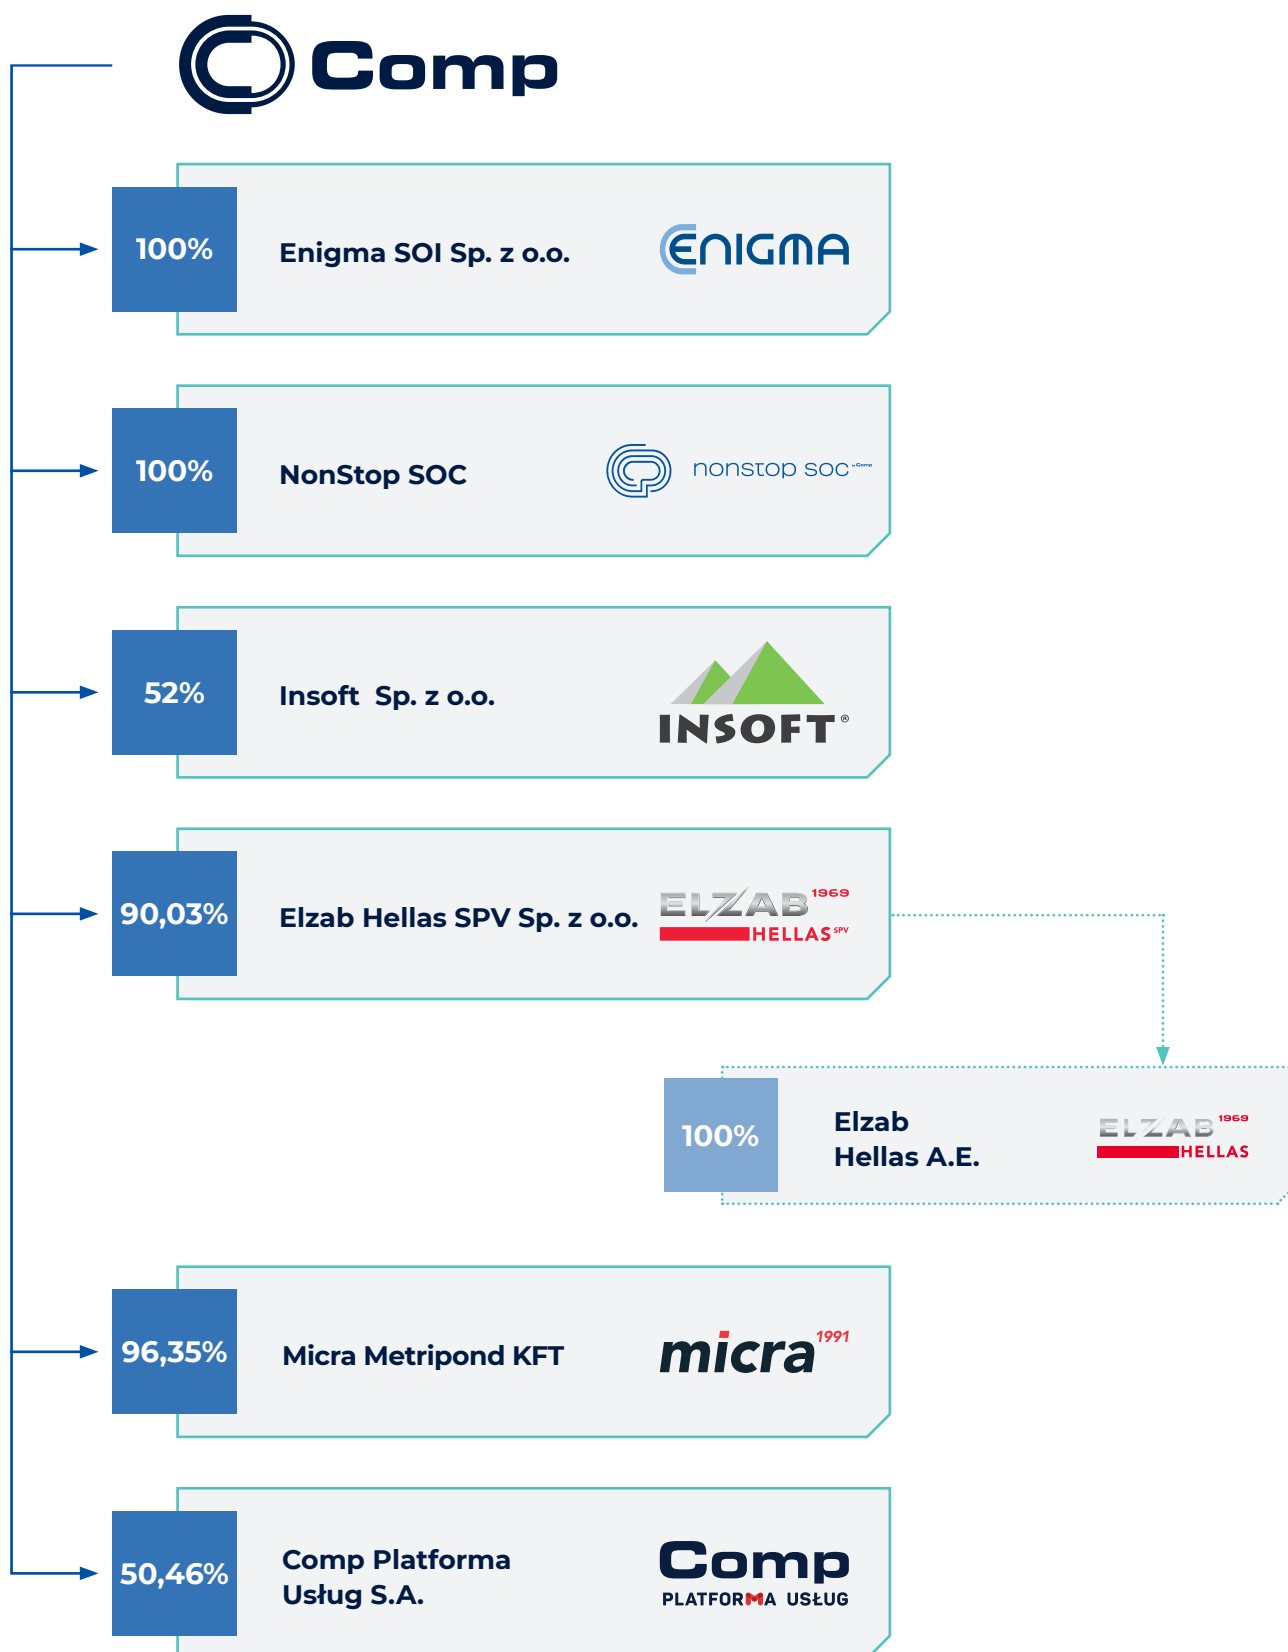 Comp
100%
Enigma SOI Sp. z o.o.
ENIGMA
100%
NonStop SOC
nonstop soc by Comp
52%
Insoft Sp. z o.o.
INSOFT®
90,03%
Elzab Hellas SPV Sp. z o.o.
ELZAB 1969
HELLAS SPV
100%
Elzab
Hellas A.E.
ELZAB 1969
HELLAS
96,35%
Micra Metripond KFT
micra 1991
50,46%
Comp Platforma
Usług S.A.
Comp
PLATFORMA USŁUG